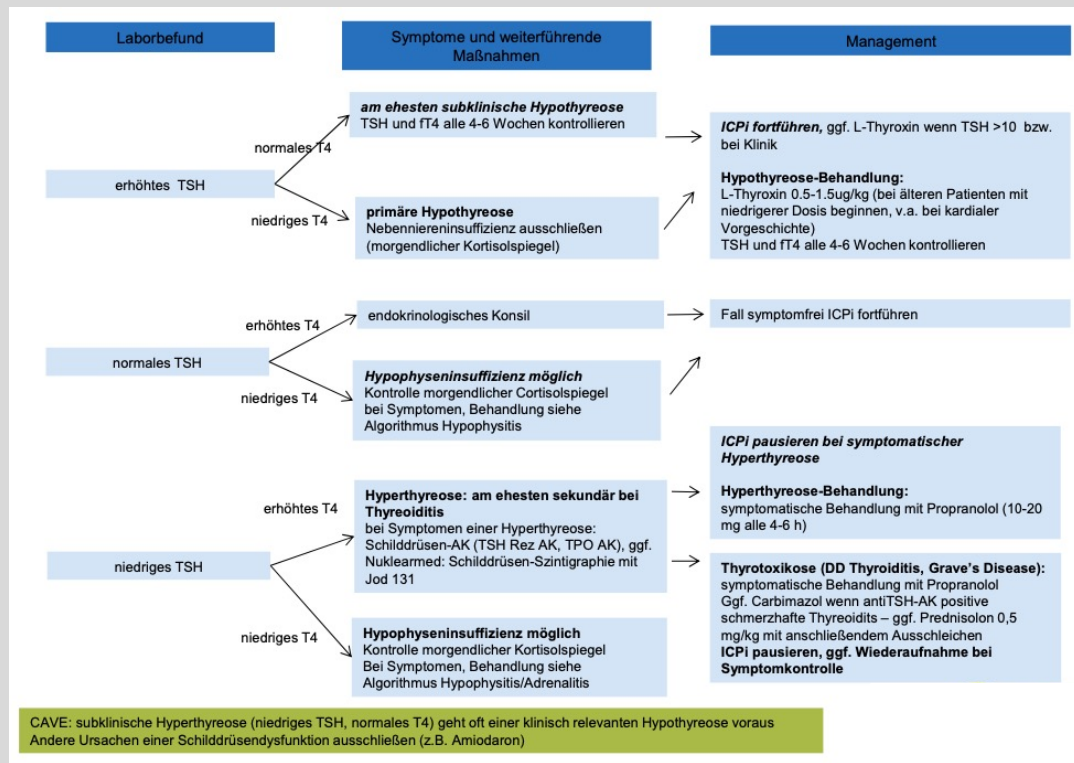 Laborbefund
Symptome und weiterführende
Maßnahmen
Management
erhöhtes TSH
normales T4
niedriges T4
am ehesten subklinische Hypothyreose
TSH und fT4 alle 4-6 Wochen kontrollieren
primäre Hypothyreose
Nebenniereninsuffizienz ausschließen
(morgendlicher Kortisolspiegel)
ICPi fortführen, ggf. L-Thyroxin wenn TSH >10 bzw.
bei Klinik
Hypothyreose-Behandlung:
L-Thyroxin 0.5-1.5ug/kg (bei älteren Patienten mit
niedrigerer Dosis beginnen, v.a. bei kardialer
Vorgeschichte)
TSH und fT4 alle 4-6 Wochen kontrollieren
normales TSH
erhöhtes T4
niedriges T4
endokrinologisches Konsil
Hypophyseninsuffizienz möglich
Kontrolle morgendlicher Cortisolspiegel
bei Symptomen, Behandlung siehe
Algorithmus Hypophysitis
Fall symptomfrei ICPi fortführen
niedriges TSH
erhöhtes T4
niedriges T4
Hyperthyreose: am ehesten sekundär bei
Thyreoiditis
bei Symptomen einer Hyperthyreose:
Schilddrüsen-AK (TSH Rez AK, TPO AK), ggf.
Nuklearmed: Schilddrüsen-Szintigraphie mit
Jod 131
Hypophyseninsuffizienz möglich
Kontrolle morgendlicher Cortisolspiegel
Bei Symptomen, Behandlung siehe
Algorithmus Hypophysitis/Adrenalitis
ICPi pausieren bei symptomatischer
Hyperthyreose
Hyperthyreose-Behandlung:
symptomatische Behandlung mit Propranolol (10-20
mg alle 4-6 h)
Thyrotoxikose (DD Thyroiditis, Grave's Disease):
symptomatische Behandlung mit Propranolol
Ggf. Carbimazol wenn antiTSH-AK positive
schmerzhafte Thyreoidits – ggf. Prednisolon 0,5
mg/kg mit anschließendem Ausschleichen
ICPi pausieren, ggf. Wiederaufnahme bei
Symptomkontrolle
CAVE: subklinische Hyperthyreose (niedriges TSH, normales T4) geht oft einer klinisch relevanten Hypothyreose voraus
Andere Ursachen einer Schilddrüsendysfunktion ausschließen (z.B. Amiodaron)